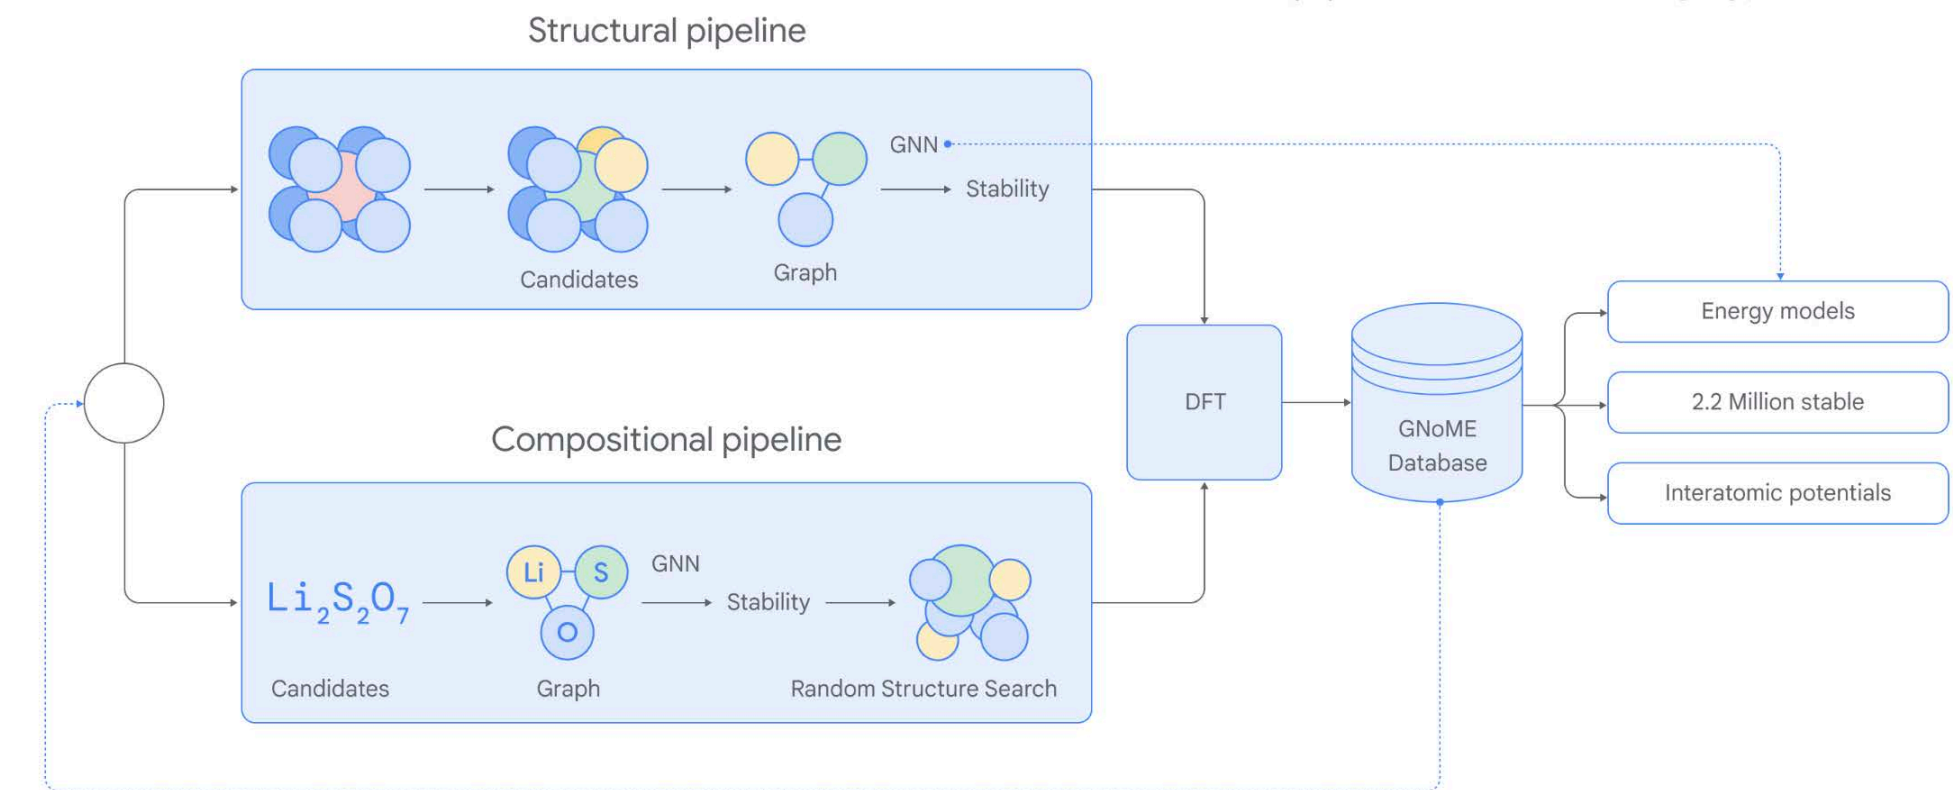 Structural pipeline
GNN
Stability
Candidates
Graph
Energy models
DFT
2.2 Million stable
GNoME
Database
Interatomic potentials
Compositional pipeline
Li₂S₂O₇
Li
S
O
GNN
Stability
Candidates
Graph
Random Structure Search